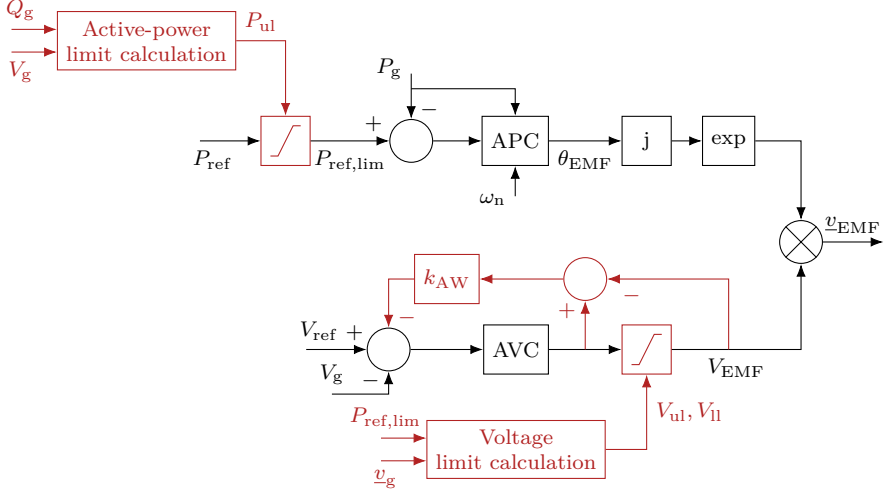 Q_g
Active-power
limit calculation
P_ul
V_g
P_g
−
+
P_ref
P_ref,lim
APC
θ_EMF
j
exp
ω_n
v_EMF
k_AW
−
−
+
V_ref
+
V_g
−
AVC
V_EMF
P_ref,lim
V_ul, V_ll
Voltage
limit calculation
v_g